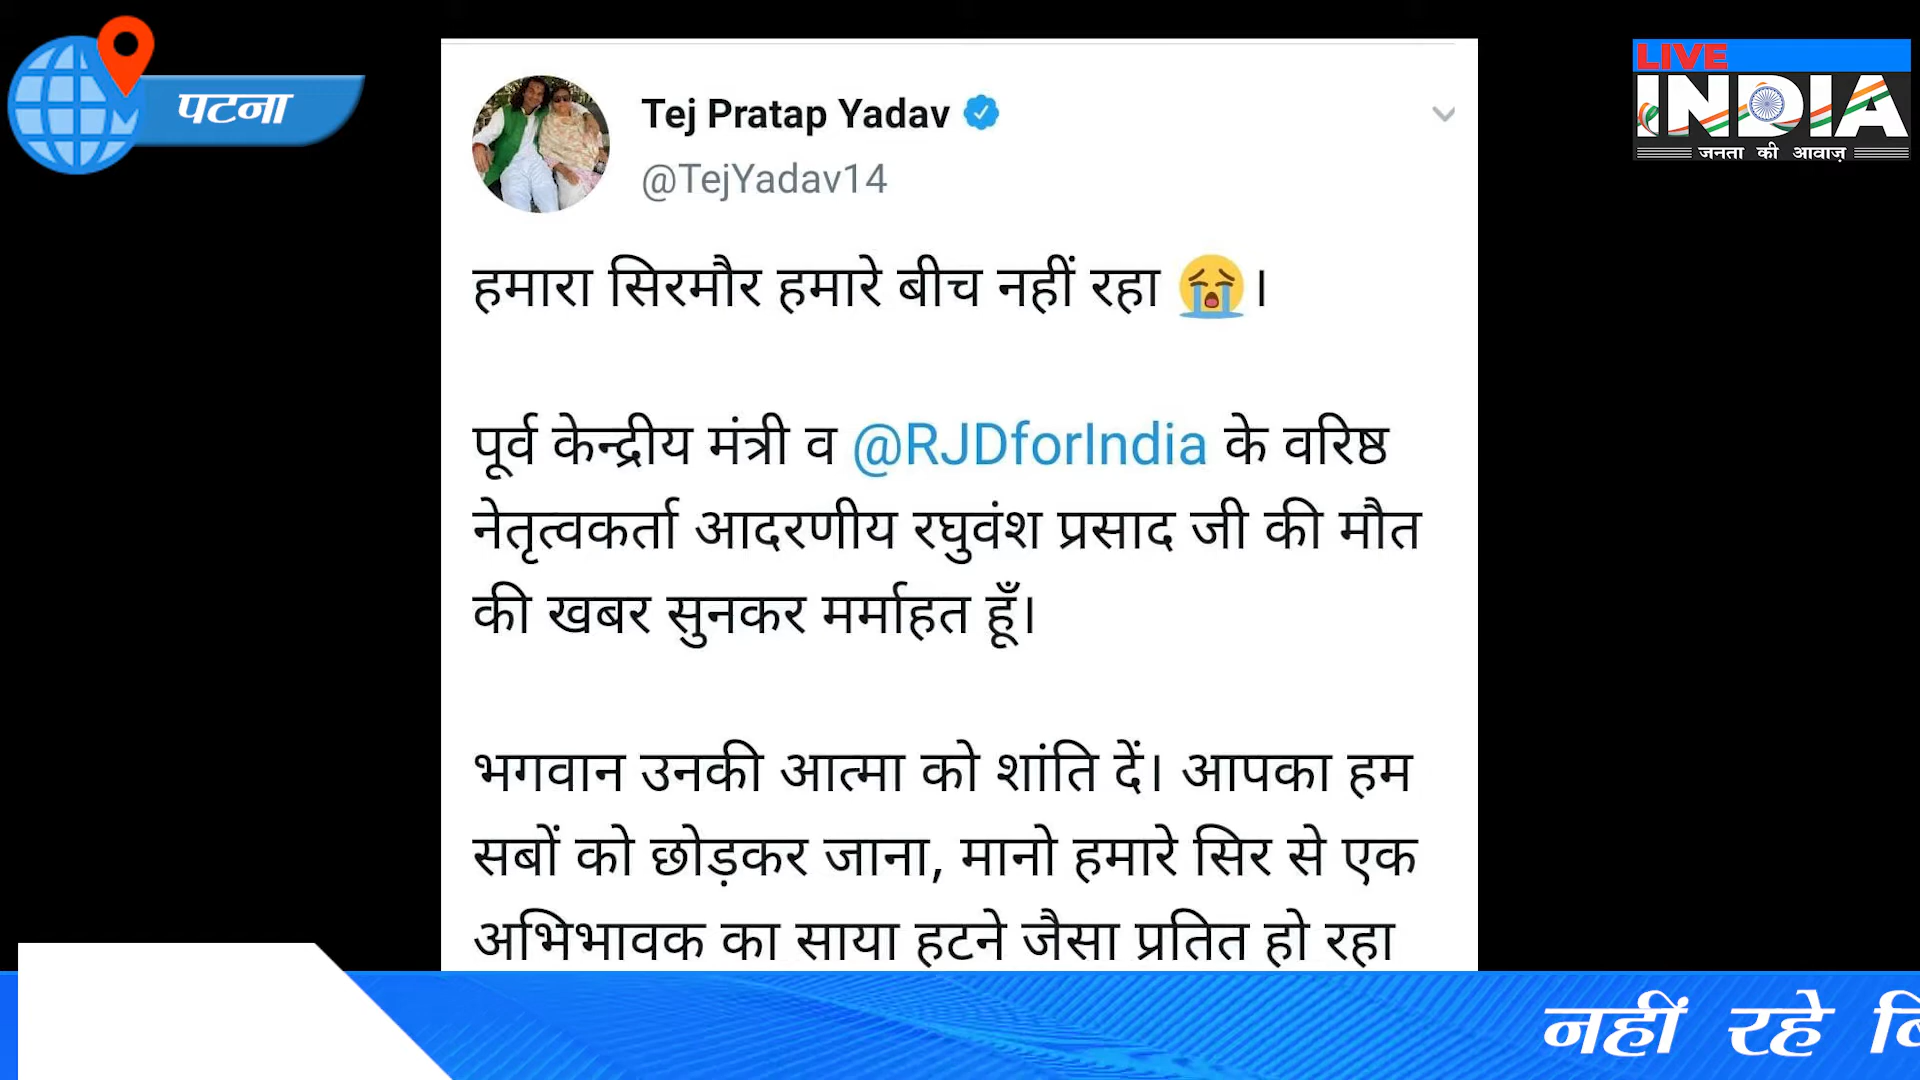 पटना
LIVE
INDIA
जनता की आवाज़
Tej Pratap Yadav
@TejYadav14
हमारा सिरमौर हमारे बीच नहीं रहा 😭।
पूर्व केन्द्रीय मंत्री व @RJDforIndia के वरिष्ठ
नेतृत्वकर्ता आदरणीय रघुवंश प्रसाद जी की मौत
की खबर सुनकर मर्माहत हूँ।
भगवान उनकी आत्मा को शांति दें। आपका हम
सबों को छोड़कर जाना, मानो हमारे सिर से एक
अभिभावक का साया हटने जैसा प्रतित हो रहा
नहीं रहे